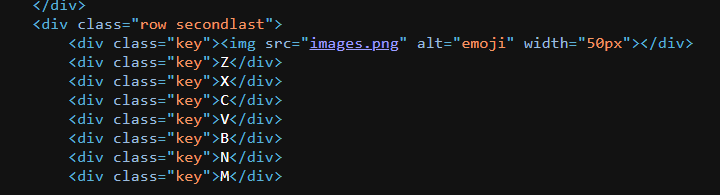 </div>
<div class="row secondlast">
<div class="key"><img src="images.png" alt="emoji" width="50px"></div>
<div class="key">Z</div>
<div class="key">X</div>
<div class="key">C</div>
<div class="key">V</div>
<div class="key">B</div>
<div class="key">N</div>
<div class="key">M</div>